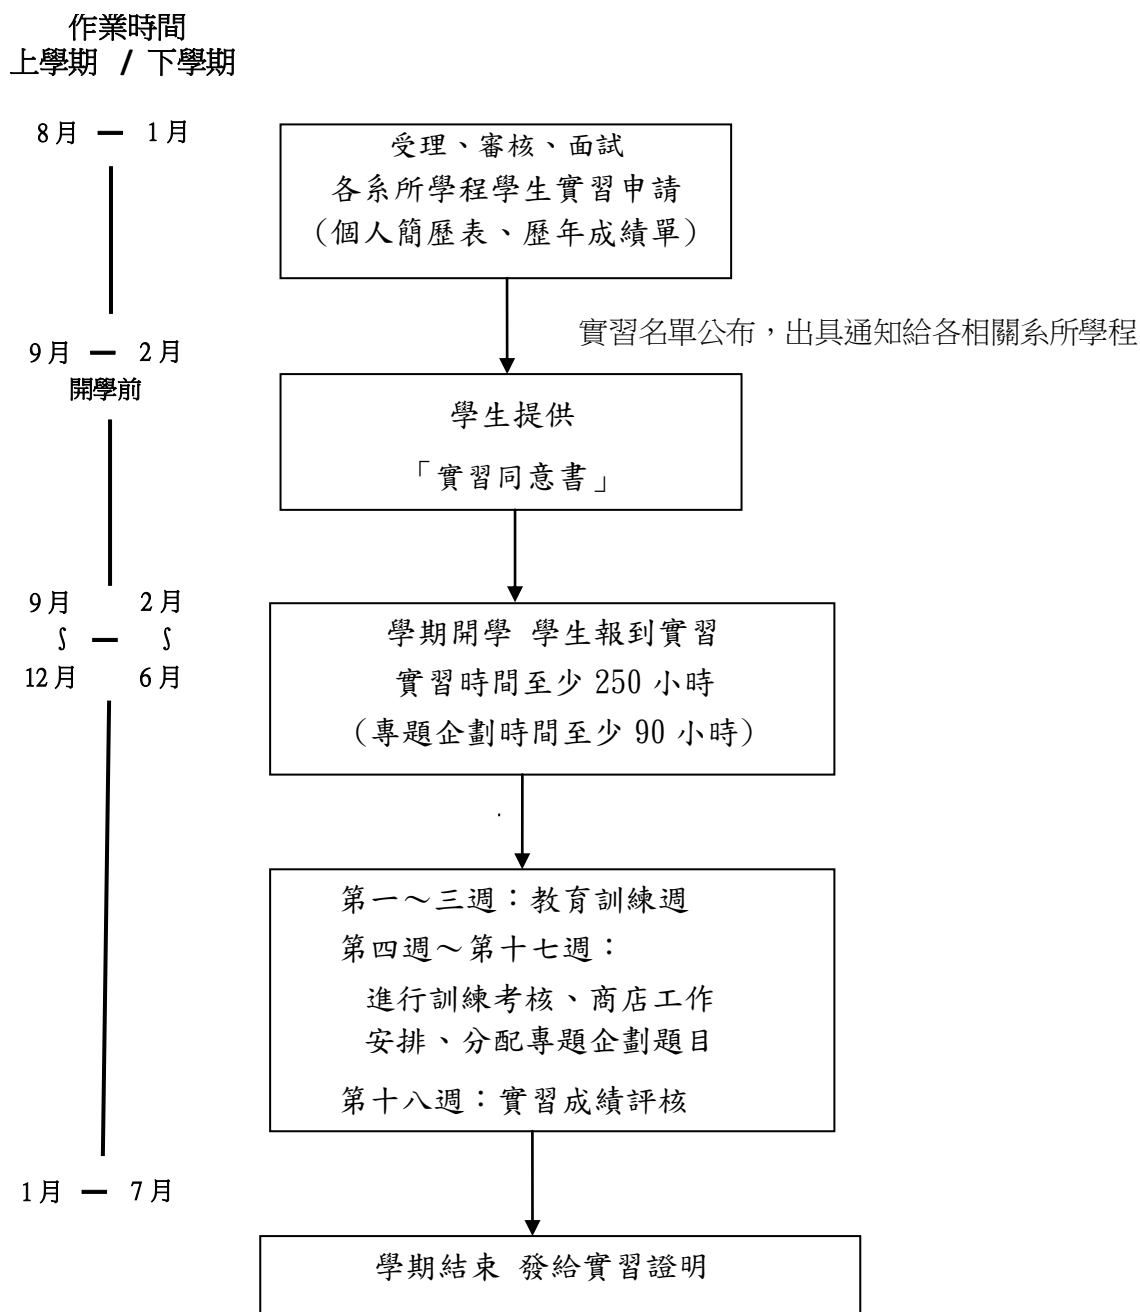 作業時間
上學期 / 下學期
8月 — 1月
受理、審核、面試
各系所學程學生實習申請
（個人簡歷表、歷年成績單）
實習名單公布，出具通知給各相關系所學程
9月 — 2月
開學前
學生提供
「實習同意書」
9月 2月
∫ — ∫
12月 6月
學期開學 學生報到實習
實習時間至少 250 小時
（專題企劃時間至少 90 小時）
第一～三週：教育訓練週
第四週～第十七週：
進行訓練考核、商店工作
安排、分配專題企劃題目
第十八週：實習成績評核
1月 — 7月
學期結束 發給實習證明